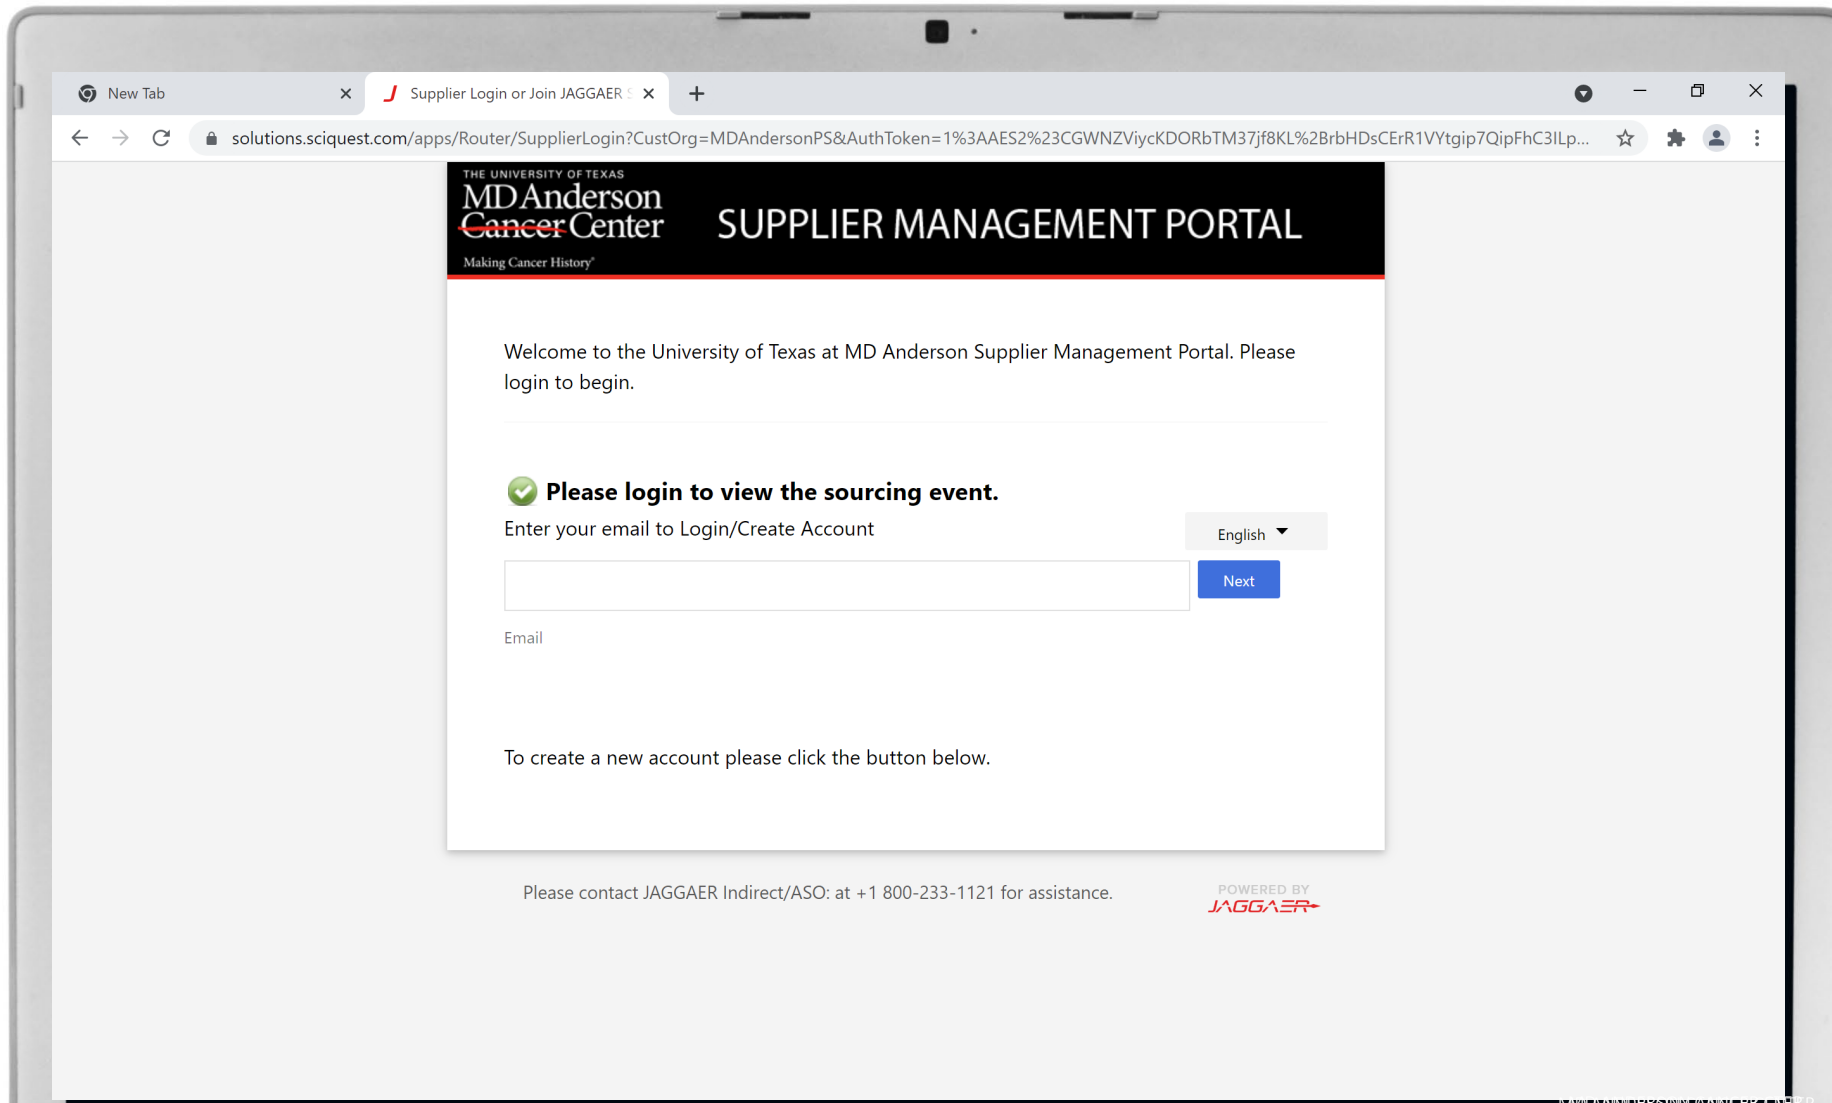 New Tab
Supplier Login or Join JAGGAER S
solutions.sciquest.com/apps/Router/SupplierLogin?CustOrg=MDAndersonPS&AuthToken=1%3AAES2%23CGWNZViycKDORbTM37jf8KL%2BrbHDsCErR1VYtgip7QipFhC3ILp...
THE UNIVERSITY OF TEXAS
MD Anderson
Cancer Center
Making Cancer History®
SUPPLIER MANAGEMENT PORTAL
Welcome to the University of Texas at MD Anderson Supplier Management Portal. Please
login to begin.
Please login to view the sourcing event.
Enter your email to Login/Create Account
English
Next
Email
To create a new account please click the button below.
Please contact JAGGAER Indirect/ASO: at +1 800-233-1121 for assistance.
POWERED BY
JAGGAER